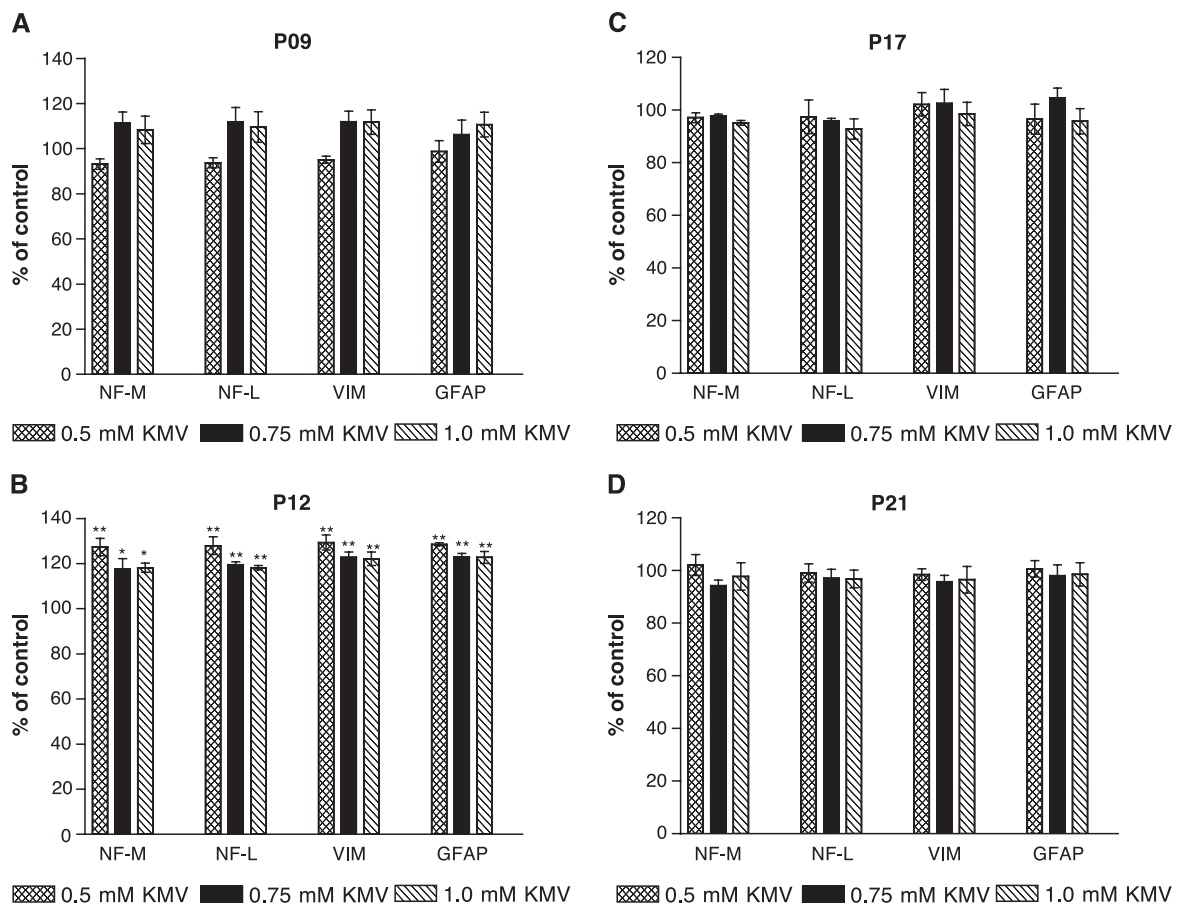 A
P09
% of control
140
120
100
80
60
40
20
0
NF-M NF-L VIM GFAP
0.5 mM KMV 0.75 mM KMV 1.0 mM KMV
C
P17
% of control
120
100
80
60
40
20
0
NF-M NF-L VIM GFAP
0.5 mM KMV 0.75 mM KMV 1.0 mM KMV
B
P12
% of control
140
120
100
80
60
40
20
0
** * * ** ** ** ** ** ** ** ** **
NF-M NF-L VIM GFAP
0.5 mM KMV 0.75 mM KMV 1.0 mM KMV
D
P21
% of control
120
100
80
60
40
20
0
NF-M NF-L VIM GFAP
0.5 mM KMV 0.75 mM KMV 1.0 mM KMV